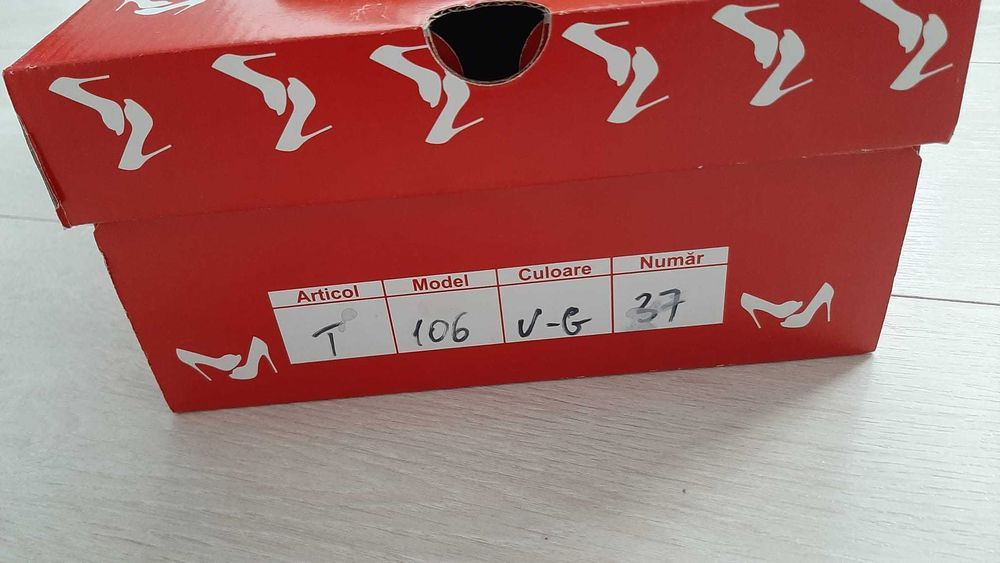 Articol Model Culoare Număr
T 106 V-G 37